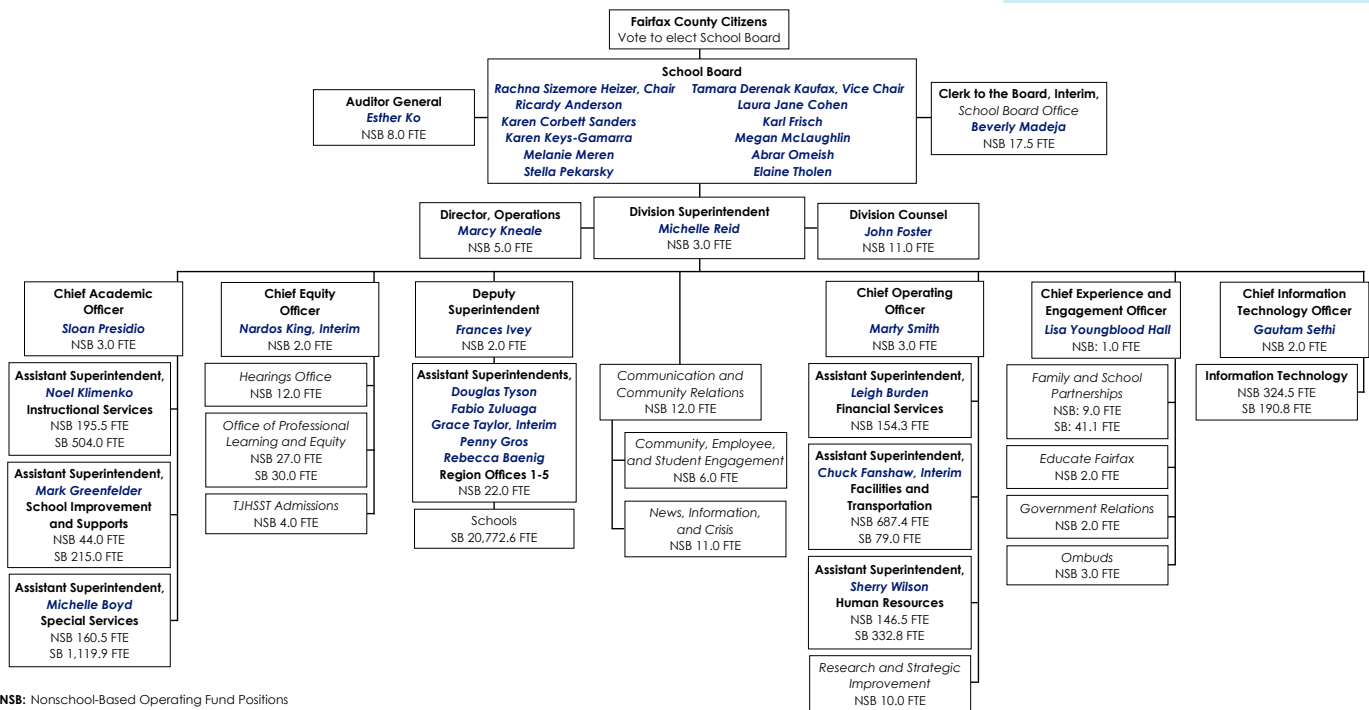 Fairfax County Citizens
Vote to elect School Board
School Board
Rachna Sizemore Heizer, Chair
Ricardy Anderson
Karen Corbett Sanders
Karen Keys-Gamarra
Melanie Meren
Stella Pekarsky
Tamara Derenak Kaufax, Vice Chair
Laura Jane Cohen
Karl Frisch
Megan McLaughlin
Abrar Omeish
Elaine Tholen
Auditor General
Esther Ko
NSB 8.0 FTE
Clerk to the Board, Interim,
School Board Office
Beverly Madeja
NSB 17.5 FTE
Director, Operations
Marcy Kneale
NSB 5.0 FTE
Division Superintendent
Michelle Reid
NSB 3.0 FTE
Division Counsel
John Foster
NSB 11.0 FTE
Chief Academic
Officer
Sloan Presidio
NSB 3.0 FTE
Assistant Superintendent,
Noel Klimenko
Instructional Services
NSB 195.5 FTE
SB 504.0 FTE
Assistant Superintendent,
Mark Greenfelder
School Improvement
and Supports
NSB 44.0 FTE
SB 215.0 FTE
Assistant Superintendent,
Michelle Boyd
Special Services
NSB 160.5 FTE
SB 1,119.9 FTE
Chief Equity
Officer
Nardos King, Interim
NSB 2.0 FTE
Hearings Office
NSB 12.0 FTE
Office of Professional
Learning and Equity
NSB 27.0 FTE
SB 30.0 FTE
TJHSST Admissions
NSB 4.0 FTE
Deputy
Superintendent
Frances Ivey
NSB 2.0 FTE
Assistant Superintendents,
Douglas Tyson
Fabio Zuluaga
Grace Taylor, Interim
Penny Gros
Rebecca Baenig
Region Offices 1-5
NSB 22.0 FTE
Schools
SB 20,772.6 FTE
Communication and
Community Relations
NSB 12.0 FTE
Community, Employee,
and Student Engagement
NSB 6.0 FTE
News, Information,
and Crisis
NSB 11.0 FTE
Chief Operating
Officer
Marty Smith
NSB 3.0 FTE
Assistant Superintendent,
Leigh Burden
Financial Services
NSB 154.3 FTE
Assistant Superintendent,
Chuck Fanshaw, Interim
Facilities and
Transportation
NSB 687.4 FTE
SB 79.0 FTE
Assistant Superintendent,
Sherry Wilson
Human Resources
NSB 146.5 FTE
SB 332.8 FTE
Research and Strategic
Improvement
NSB 10.0 FTE
Chief Experience and
Engagement Officer
Lisa Youngblood Hall
NSB: 1.0 FTE
Family and School
Partnerships
NSB: 9.0 FTE
SB: 41.1 FTE
Educate Fairfax
NSB 2.0 FTE
Government Relations
NSB 2.0 FTE
Ombuds
NSB 3.0 FTE
Chief Information
Technology Officer
Gautam Sethi
NSB 2.0 FTE
Information Technology
NSB 324.5 FTE
SB 190.8 FTE
NSB: Nonschool-Based Operating Fund Positions